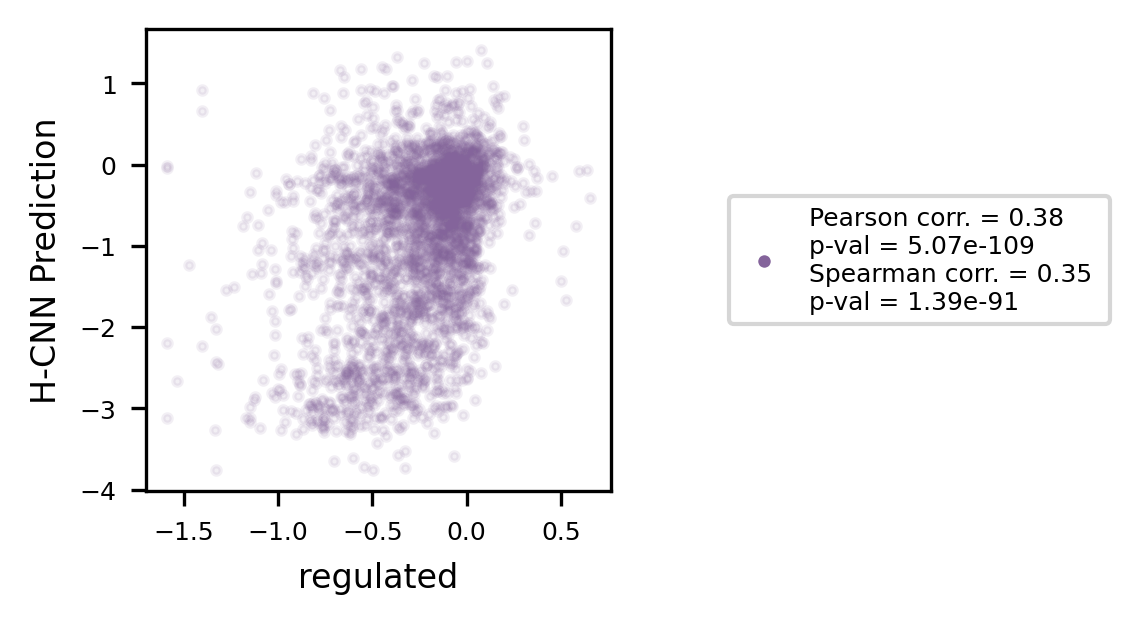 H-CNN Prediction
1
0
−1
−2
−3
−4
−1.5
−1.0
−0.5
0.0
0.5
regulated
Pearson corr. = 0.38
p-val = 5.07e-109
Spearman corr. = 0.35
p-val = 1.39e-91